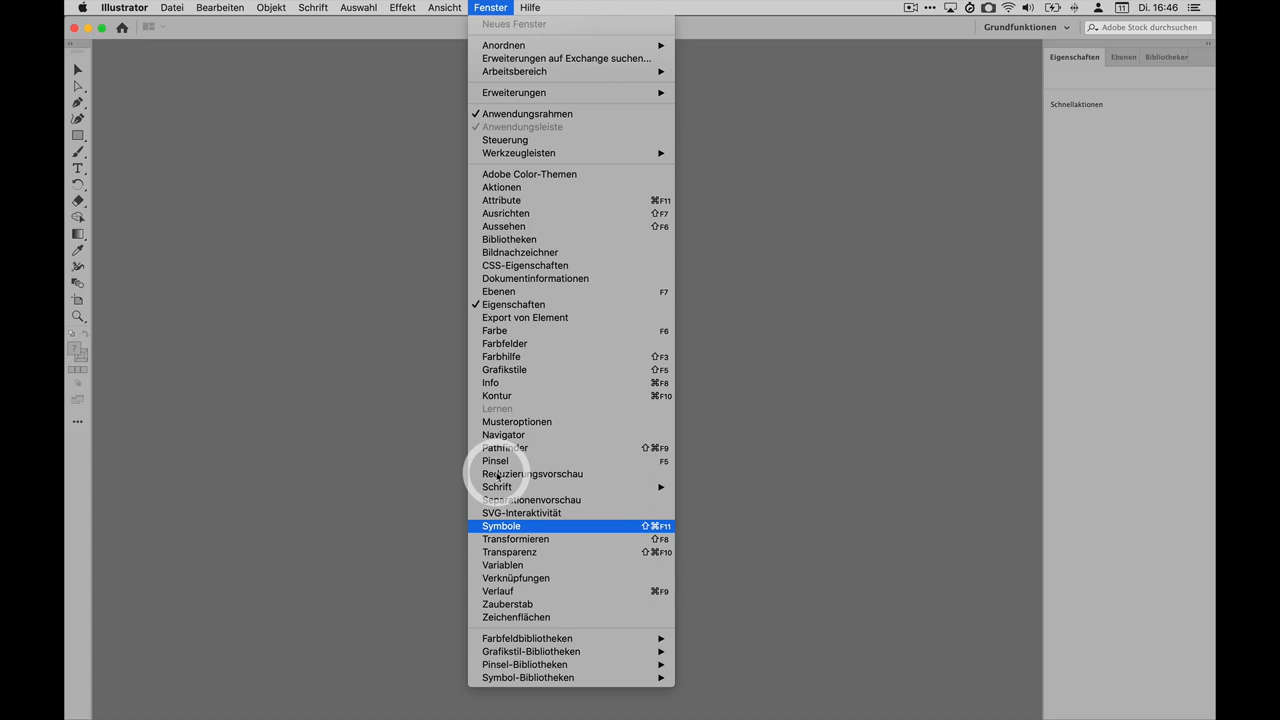 Illustrator Datei Bearbeiten Objekt Schrift Auswahl Effekt Ansicht Fenster Hilfe 11 Di. 16:46
Grundfunktionen Adobe Stock durchsuchen
Neues Fenster
Anordnen
Erweiterungen auf Exchange suchen...
Arbeitsbereich
Erweiterungen
Anwendungsrahmen
Anwendungsleiste
Steuerung
Werkzeugleisten
Adobe Color-Themen
Aktionen
Attribute ⌘F11
Ausrichten ⇧F7
Aussehen ⇧F6
Bibliotheken
Bildnachzeichner
CSS-Eigenschaften
Dokumentinformationen
Ebenen F7
Eigenschaften
Export von Element
Farbe F6
Farbfelder
Farbhilfe ⇧F3
Grafikstile ⇧F5
Info ⌘F8
Kontur ⌘F10
Lernen
Musteroptionen
Navigator
Pathfinder ⇧⌘F9
Pinsel F5
Reduzierungsvorschau
Schrift
Separationenvorschau
SVG-Interaktivität
Symbole ⇧⌘F11
Transformieren ⇧F8
Transparenz ⇧⌘F10
Variablen
Verknüpfungen
Verlauf ⌘F9
Zauberstab
Zeichenflächen
Farbfeldbibliotheken
Grafikstil-Bibliotheken
Pinsel-Bibliotheken
Symbol-Bibliotheken
Eigenschaften Ebenen Bibliotheken
Schnellaktionen